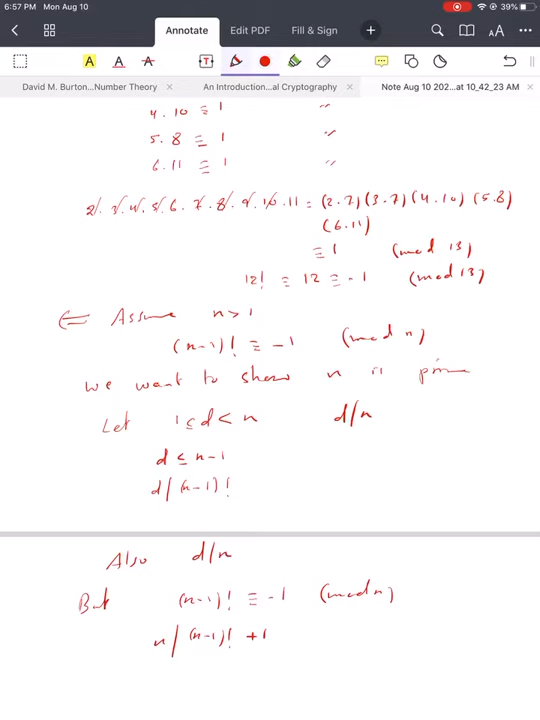 6:57 PM Mon Aug 10
39%
Annotate Edit PDF Fill & Sign
David M. Burton...Number Theory × An Introduction...al Cryptography × Note Aug 10 202...at 10_42_23 AM ×
4.10 ≡ 1 "
5.8 ≡ 1 "
6.11 ≡ 1 "
2.3.4.5.6.7.8.9.10.11 = (2.7)(3.7)(4.10)(5.8)
(6.11)
≡ 1 (mod 13)
12! ≡ 12 ≡ -1 (mod 13)
⇐ Assume n > 1
(n-1)! ≡ -1 (mod n)
We want to show n is prime
Let 1 ≤ d < n d/n
d ≤ n-1
d/(n-1)!
Also d/n
But (n-1)! ≡ -1 (mod n)
n/(n-1)! +1